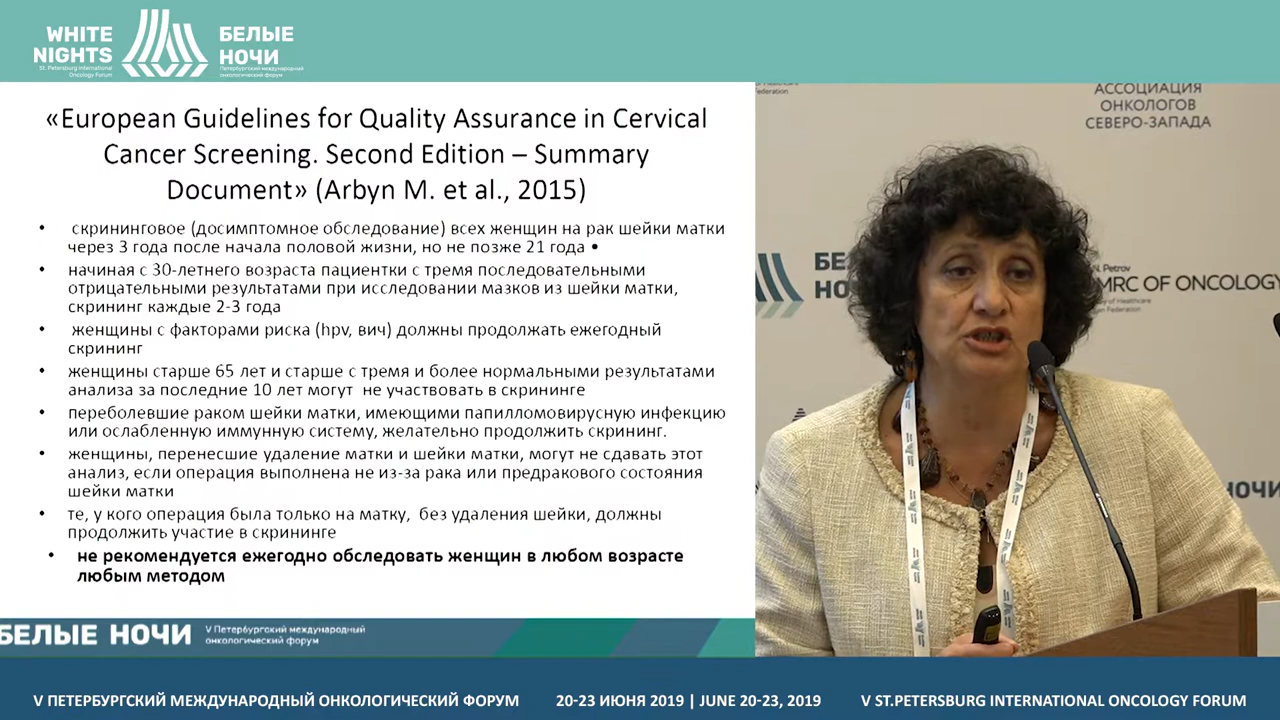 WHITE
NIGHTS
St. Petersburg International
Oncology Forum
БЕЛЫЕ
НОЧИ
Петербургский международный
онкологический форум
«European Guidelines for Quality Assurance in Cervical
Cancer Screening. Second Edition – Summary
Document» (Arbyn M. et al., 2015)
• скрининговое (досимптомное обследование) всех женщин на рак шейки матки
через 3 года после начала половой жизни, но не позже 21 года •
• начиная с 30-летнего возраста пациентки с тремя последовательными
отрицательными результатами при исследовании мазков из шейки матки,
скрининг каждые 2-3 года
• женщины с факторами риска (hpv, вич) должны продолжать ежегодный
скрининг
• женщины старше 65 лет и старше с тремя и более нормальными результатами
анализа за последние 10 лет могут не участвовать в скрининге
• переболевшие раком шейки матки, имеющими папилломовирусную инфекцию
или ослабленную иммунную систему, желательно продолжить скрининг.
• женщины, перенесшие удаление матки и шейки матки, могут не сдавать этот
анализ, если операция выполнена не из-за рака или предракового состояния
шейки матки
• те, у кого операция была только на матку, без удаления шейки, должны
продолжить участие в скрининге
• не рекомендуется ежегодно обследовать женщин в любом возрасте
любым методом
БЕЛЫЕ НОЧИ
V Петербургский международный
онкологический форум
ederation
АССОЦИАЦИЯ
ОНКОЛОГОВ
СЕВЕРО-ЗАПАДА
БЕ
НО
N. Petrov
MRC OF ONCOLOGY
y of Healthcare
an Federation
НОЧИ
V ПЕТЕРБУРГСКИЙ МЕЖДУНАРОДНЫЙ ОНКОЛОГИЧЕСКИЙ ФОРУМ
20-23 ИЮНЯ 2019 | JUNE 20-23, 2019
V ST.PETERSBURG INTERNATIONAL ONCOLOGY FORUM